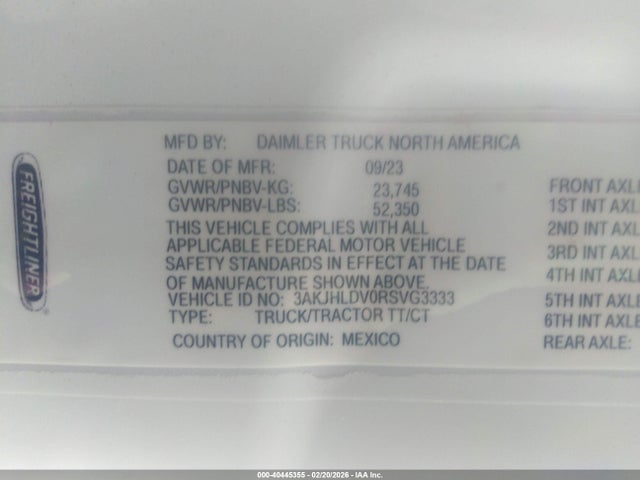 FREIGHTLINER
MFD BY: DAIMLER TRUCK NORTH AMERICA
DATE OF MFR: 09/23
GVWR/PNBV-KG: 23,745
GVWR/PNBV-LBS: 52,350
THIS VEHICLE COMPLIES WITH ALL
APPLICABLE FEDERAL MOTOR VEHICLE
SAFETY STANDARDS IN EFFECT AT THE DATE
OF MANUFACTURE SHOWN ABOVE.
VEHICLE ID NO: 3AKJHLDV0RSVG3333
TYPE: TRUCK/TRACTOR TT/CT
COUNTRY OF ORIGIN: MEXICO
FRONT AXLE
1ST INT AXLE
2ND INT AXLE
3RD INT AXLE
4TH INT AXLE
5TH INT AXLE
6TH INT AXLE
REAR AXLE:
000-40445355 - 02/20/2026 - IAA Inc.